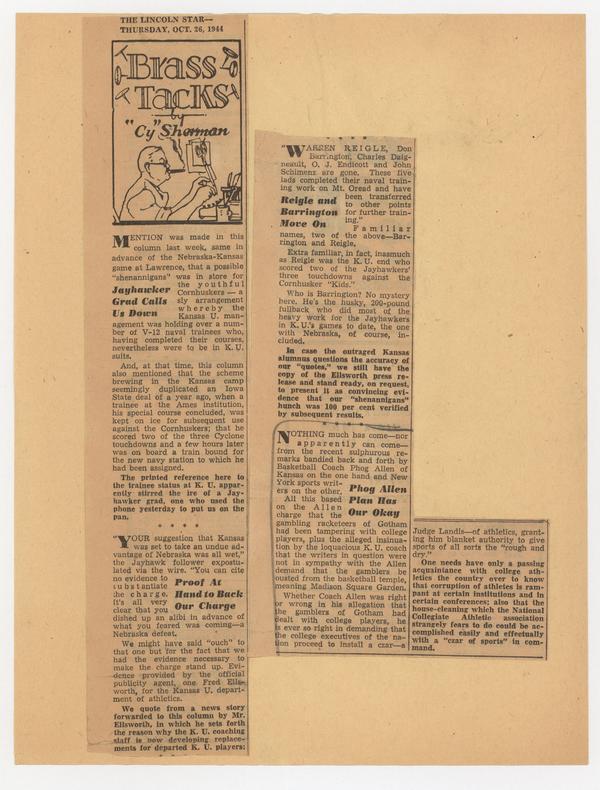 THE LINCOLN STAR—
THURSDAY, OCT. 26, 1944
Brass
Tacks
by
"Cy" Sherman
MENTION was made in this
column last week, same in
advance of the Nebraska-Kansas
game at Lawrence, that a possible
"shenannigans" was in store for
Jayhawker
Grad Calls
Us Down
the youthful
Cornhuskers — a
sly arrangement
whereby the
Kansas U. man-
agement was holding over a num-
ber of V-12 naval trainees who,
having completed their courses,
nevertheless were to be in K. U.
suits.
And, at that time, this column
also mentioned that the scheme
brewing in the Kansas camp
seemingly duplicated an Iowa
State deal of a year ago, when a
trainee at the Ames institution,
his special course concluded, was
kept on ice for subsequent use
against the Cornhuskers; that he
scored two of the three Cyclone
touchdowns and a few hours later
was on board a train bound for
the new navy station to which he
had been assigned.
The printed reference here to
the trainee status at K. U. appar-
ently stirred the ire of a Jay-
hawker grad, one who used the
phone yesterday to put us on the
pan.
* * * *
"YOUR suggestion that Kansas
was set to take an undue ad-
vantage of Nebraska was all wet,"
the Jayhawk follower expostu-
lated via the wire. "You can cite
no evidence to
substantiate
the charge.
It's all very
clear that you
Proof At
Hand to Back
Our Charge
dished up an alibi in advance of
what you feared was coming—a
Nebraska defeat.
We might have said "ouch" to
that one but for the fact that we
had the evidence necessary to
make the charge stand up. Evi-
dence provided by the official
publicity agent, one Fred Ells-
worth, for the Kansas U. depart-
ment of athletics.
We quote from a news story
forwarded to this column by Mr.
Ellsworth, in which he sets forth
the reason why the K. U. coaching
staff is now developing replace-
ments for departed K. U. players:
* * * *
"WARREN REIGLE, Don
Barrington, Charles Daig-
neault, O. J. Endicott and John
Schimenz are gone. These five
lads completed their naval train-
ing work on Mt. Oread and have
Reigle and
Barrington
Move On
been transferred
to other points
for further train-
ing."
Familiar
names, two of the above—Bar-
rington and Reigle.
Extra familiar, in fact, inasmuch
as Reigle was the K. U. end who
scored two of the Jayhawkers'
three touchdowns against the
Cornhusker "Kids."
Who is Barrington? No mystery
here. He's the husky, 200-pound
fullback who did most of the
heavy work for the Jayhawkers
in K.U.'s games to date, the one
with Nebraska, of course, in-
cluded.
In case the outraged Kansas
alumnus questions the accuracy of
our "quotes," we still have the
copy of the Ellsworth press re-
lease and stand ready, on request,
to present it as convincing evi-
dence that our "shenannigans"
hunch was 100 per cent verified
by subsequent results.
* * * *
NOTHING much has come—nor
apparently can come—
from the recent sulphurous re-
marks bandied back and forth by
Basketball Coach Phog Allen of
Kansas on the one hand and New
York sports writ-
ers on the other.
All this based
on the Allen
charge that the
Phog Allen
Plan Has
Our Okay
gambling racketeers of Gotham
had been tampering with college
players, plus the alleged insinua-
tion by the loquacious K. U. coach
that the writers in question were
not in sympathy with the Allen
demand that the gamblers be
ousted from the basketball temple,
meaning Madison Square Garden.
Whether Coach Allen was right
or wrong in his allegation that
the gamblers of Gotham had
dealt with college players, he
is ever so right in demanding that
the college executives of the na-
tion proceed to install a czar—a
Judge Landis—of athletics, grant-
ing him blanket authority to give
sports of all sorts the "rough and
dry."
One needs have only a passing
acquaintance with college ath-
letics the country over to know
that corruption of athletics is ram-
pant at certain institutions and in
certain conferences; also that the
house-cleaning which the National
Collegiate Athletic association
strangely fears to do could be ac-
complished easily and effectually
with a "czar of sports" in com-
mand.